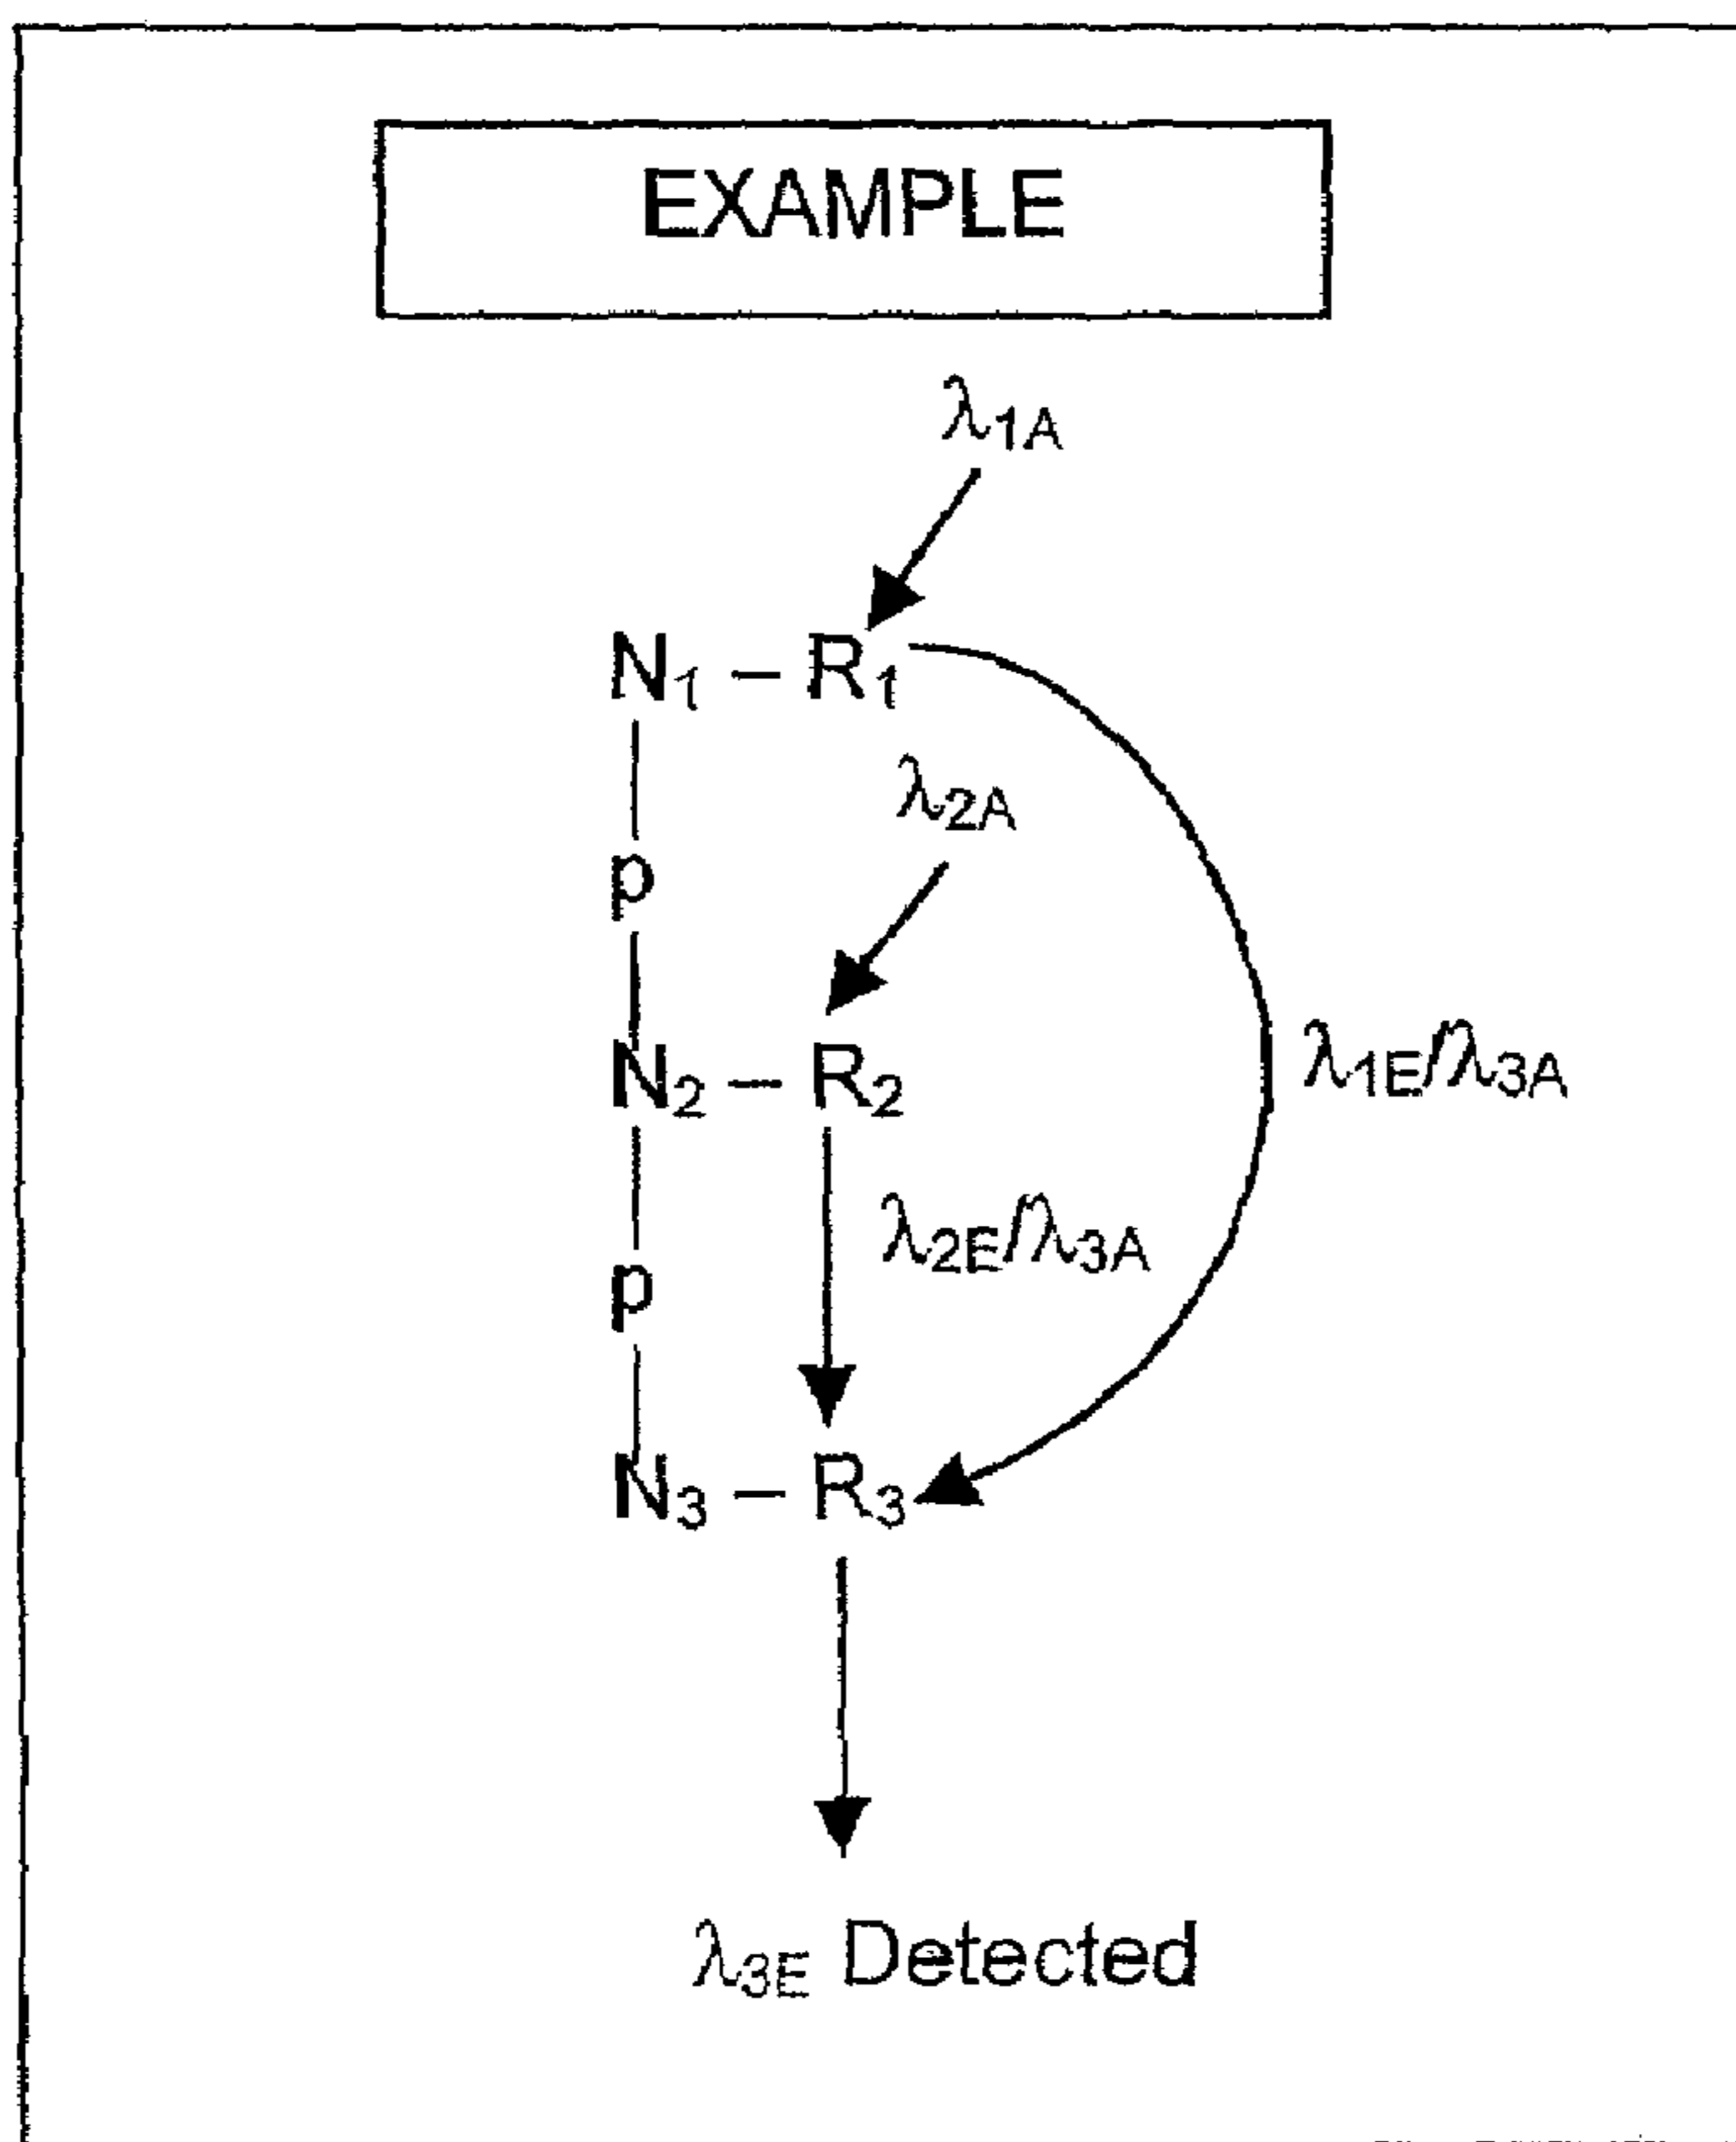 EXAMPLE
λ1A
N1 – R1
λ2A
p
N2 – R2
λ1E/λ3A
λ2E/λ3A
p
N3 – R3
λ3E Detected